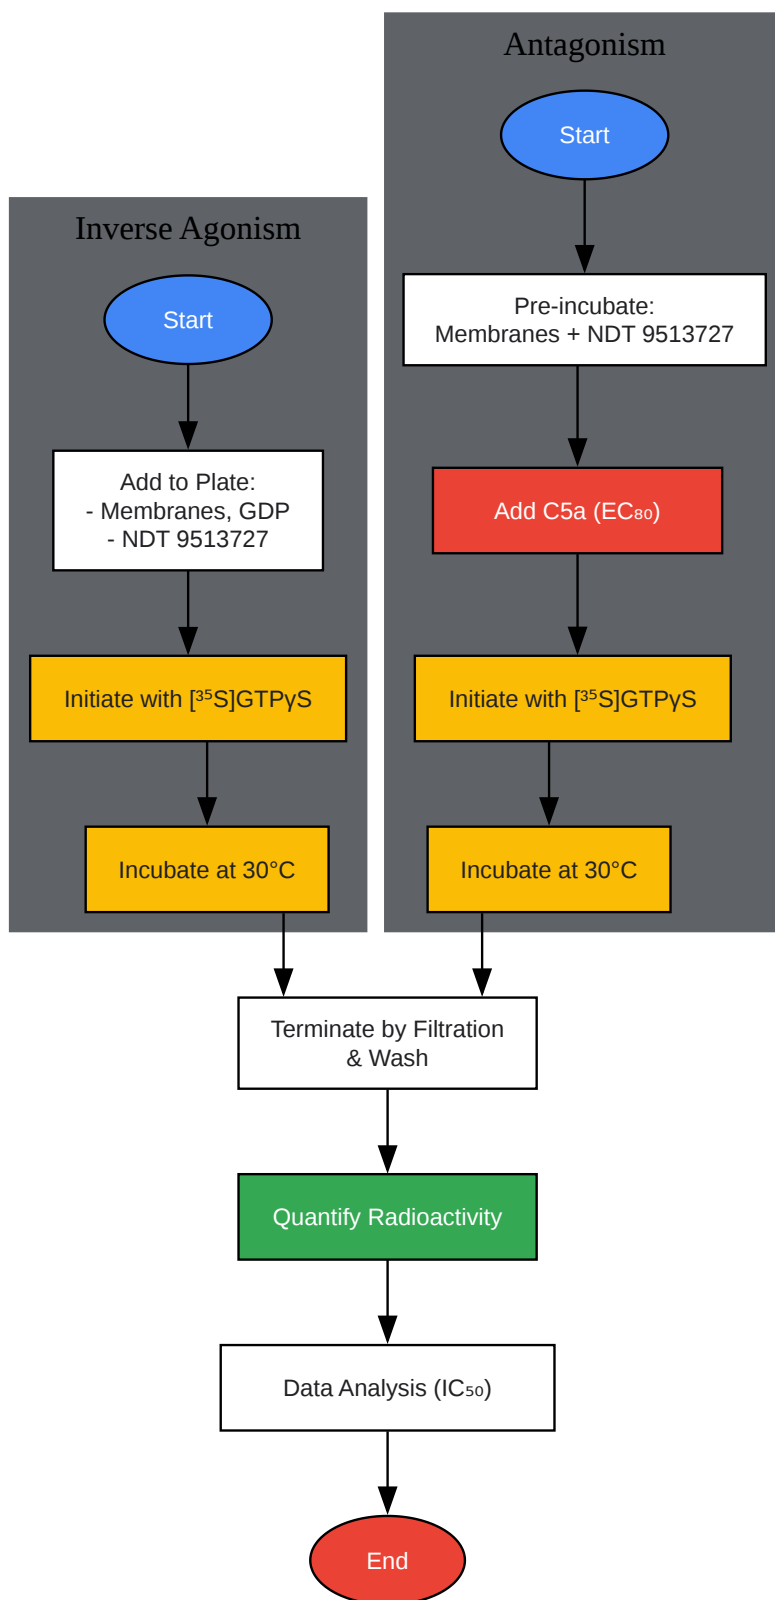 Antagonism
Start
Pre-incubate:
Membranes + NDT 9513727
Add C5a (EC₈₀)
Initiate with [³⁵S]GTPγS
Incubate at 30°C
Inverse Agonism
Start
Add to Plate:
- Membranes, GDP
- NDT 9513727
Initiate with [³⁵S]GTPγS
Incubate at 30°C
Terminate by Filtration
& Wash
Quantify Radioactivity
Data Analysis (IC₅₀)
End